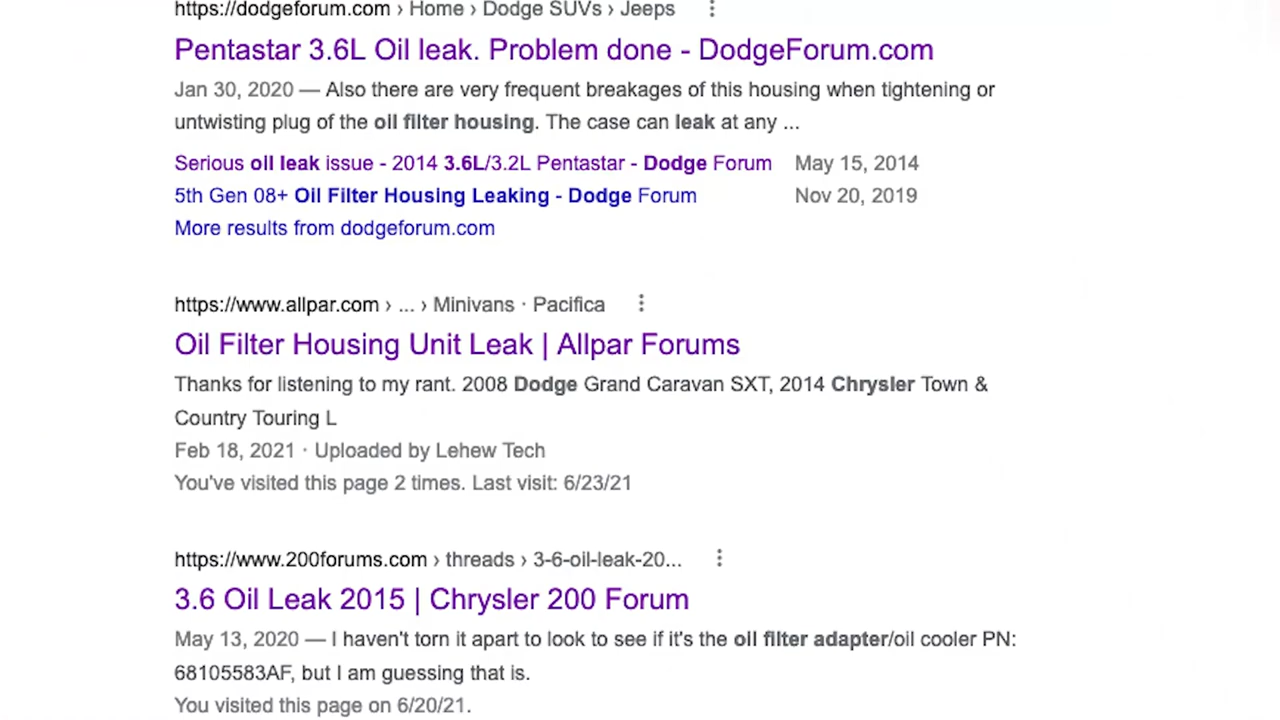 https://dodgeforum.com › Home › Dodge SUVs › Jeeps
Pentastar 3.6L Oil leak. Problem done - DodgeForum.com
Jan 30, 2020 — Also there are very frequent breakages of this housing when tightening or
untwisting plug of the oil filter housing. The case can leak at any ...
Serious oil leak issue - 2014 3.6L/3.2L Pentastar - Dodge Forum May 15, 2014
5th Gen 08+ Oil Filter Housing Leaking - Dodge Forum Nov 20, 2019
More results from dodgeforum.com
https://www.allpar.com › ... › Minivans · Pacifica
Oil Filter Housing Unit Leak | Allpar Forums
Thanks for listening to my rant. 2008 Dodge Grand Caravan SXT, 2014 Chrysler Town &
Country Touring L
Feb 18, 2021 · Uploaded by Lehew Tech
You've visited this page 2 times. Last visit: 6/23/21
https://www.200forums.com › threads › 3-6-oil-leak-20...
3.6 Oil Leak 2015 | Chrysler 200 Forum
May 13, 2020 — I haven't torn it apart to look to see if it's the oil filter adapter/oil cooler PN:
68105583AF, but I am guessing that is.
You visited this page on 6/20/21.